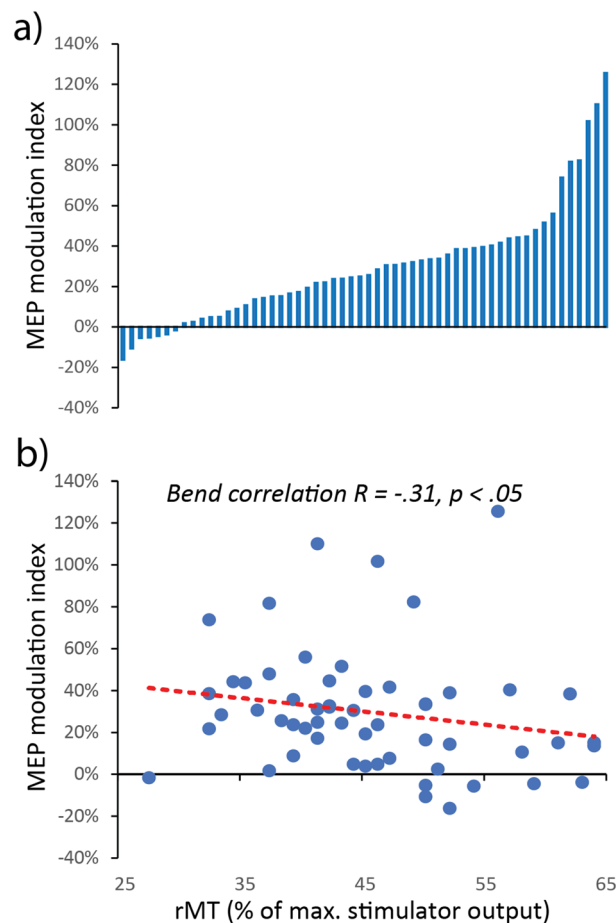 a)
140%
120%
100%
80%
60%
40%
20%
0%
-20%
-40%
MEP modulation index
b)
Bend correlation R = -.31, p < .05
140%
120%
100%
80%
60%
40%
20%
0%
-20%
-40%
MEP modulation index
25 35 45 55 65
rMT (% of max. stimulator output)